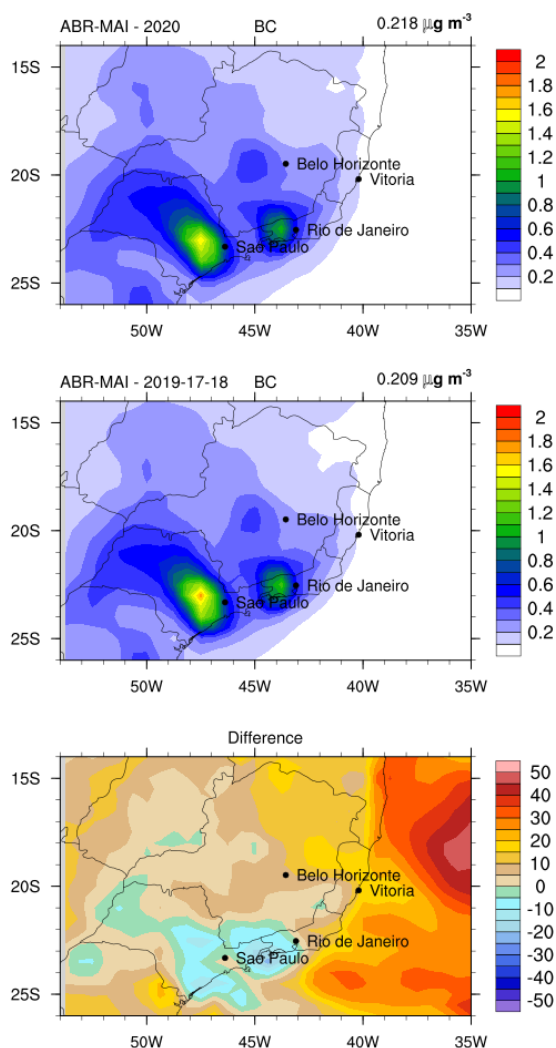 ABR-MAI - 2020 BC 0.218 µg m⁻³
15S
20S
25S
50W 45W 40W 35W
Belo Horizonte
Vitoria
Rio de Janeiro
Sao Paulo
2
1.8
1.6
1.4
1.2
1
0.8
0.6
0.4
0.2
ABR-MAI - 2019-17-18 BC 0.209 µg m⁻³
15S
20S
25S
50W 45W 40W 35W
Belo Horizonte
Vitoria
Rio de Janeiro
Sao Paulo
2
1.8
1.6
1.4
1.2
1
0.8
0.6
0.4
0.2
Difference
15S
20S
25S
50W 45W 40W 35W
Belo Horizonte
Vitoria
Rio de Janeiro
Sao Paulo
50
40
30
20
15
10
5
0
-5
-10
-15
-20
-30
-40
-50